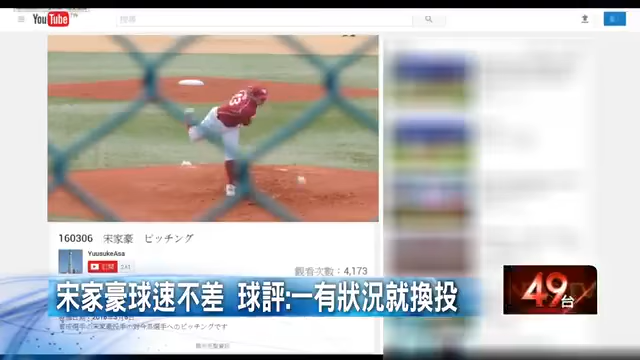 YouTube
搜尋
160306 宋家豪 ピッチング
YuusukeAsa
訂閱 241
觀看次數：4,173
宋家豪球速不差 球評:一有狀況就換投
49台